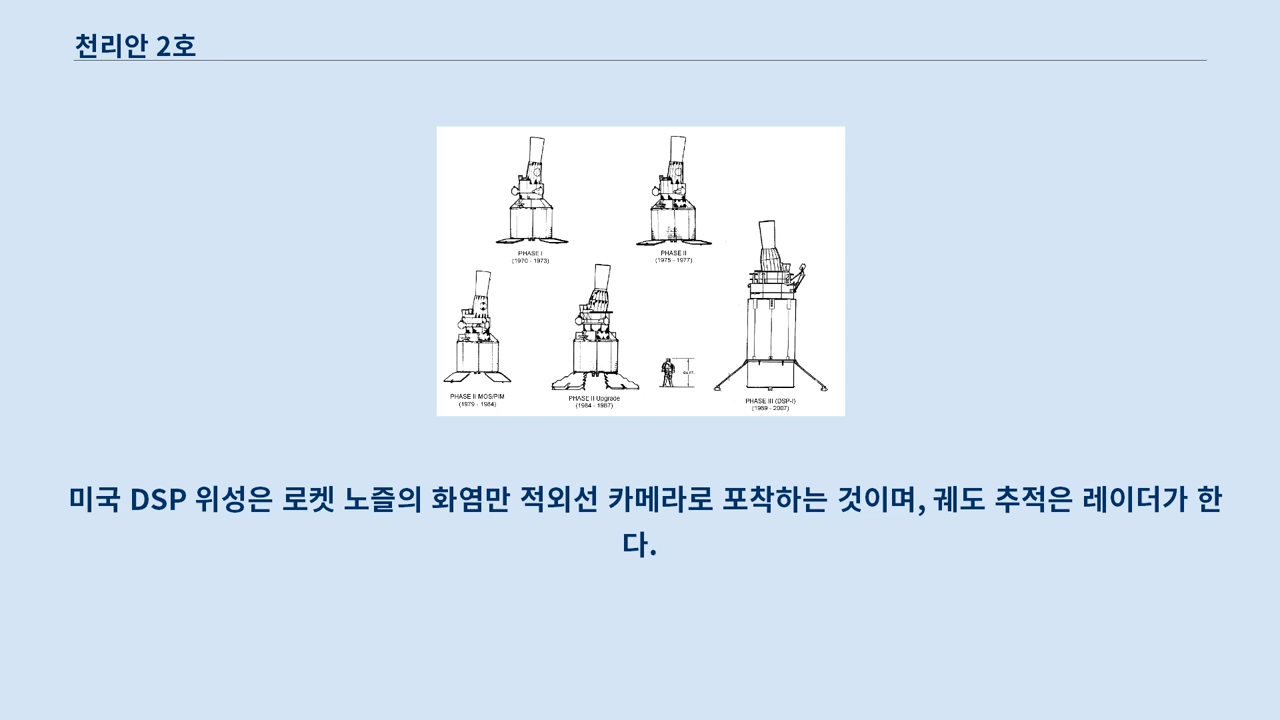 천리안 2호
PHASE I
(1970 - 1973)
PHASE II
(1975 - 1977)
PHASE II MOS/PIM
(1979 - 1984)
PHASE II Upgrade
(1984 - 1987)
PHASE III (DSP-I)
(1989 - 2007)
미국 DSP 위성은 로켓 노즐의 화염만 적외선 카메라로 포착하는 것이며, 궤도 추적은 레이더가 한
다.